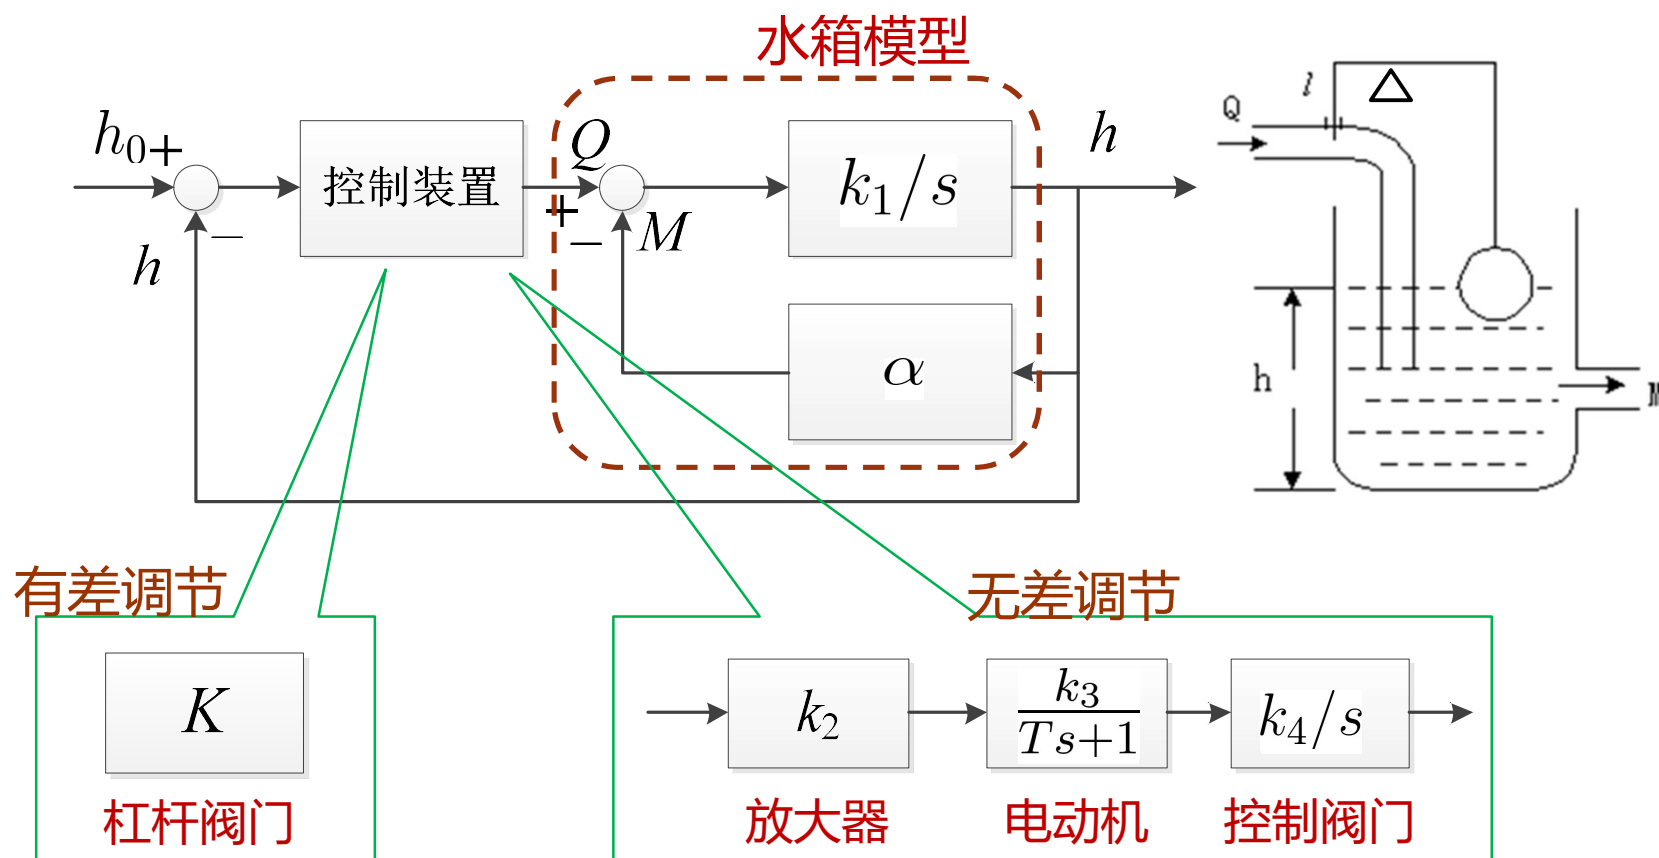 水箱模型
h₀ +
控制装置
Q
+
−
M
k₁/s
h
l
Q
−
h
α
h
M
有差调节
无差调节
K
k₂
k₃
Ts+1
k₄/s
杠杆阀门
放大器
电动机
控制阀门